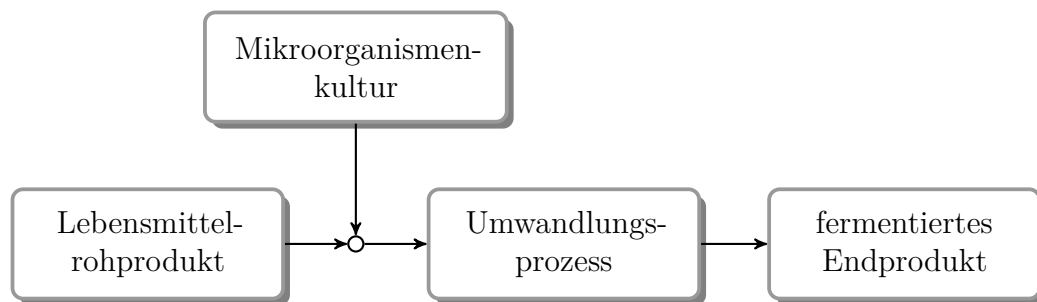 Mikroorganismen-
kultur
Lebensmittel-
rohprodukt
Umwandlungs-
prozess
fermentiertes
Endprodukt